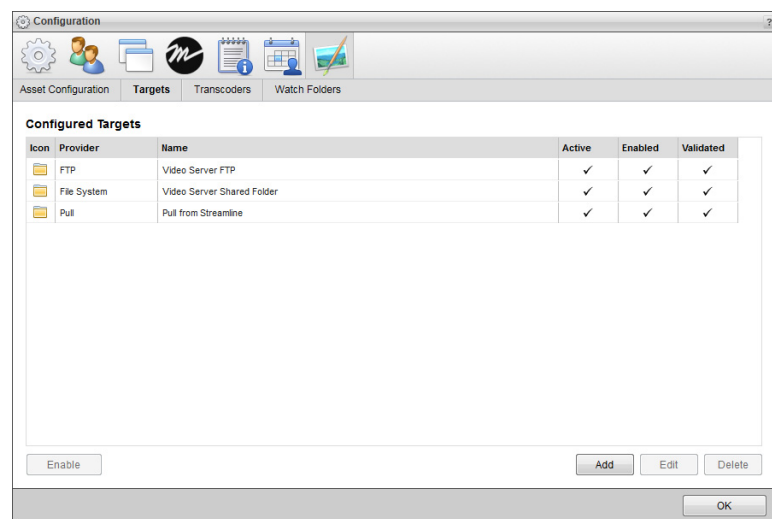 Configuration ?
Asset Configuration Targets Transcoders Watch Folders
Configured Targets
Icon Provider Name Active Enabled Validated
FTP Video Server FTP ✓ ✓ ✓
File System Video Server Shared Folder ✓ ✓ ✓
Pull Pull from Streamline ✓ ✓ ✓
Enable Add Edit Delete
OK